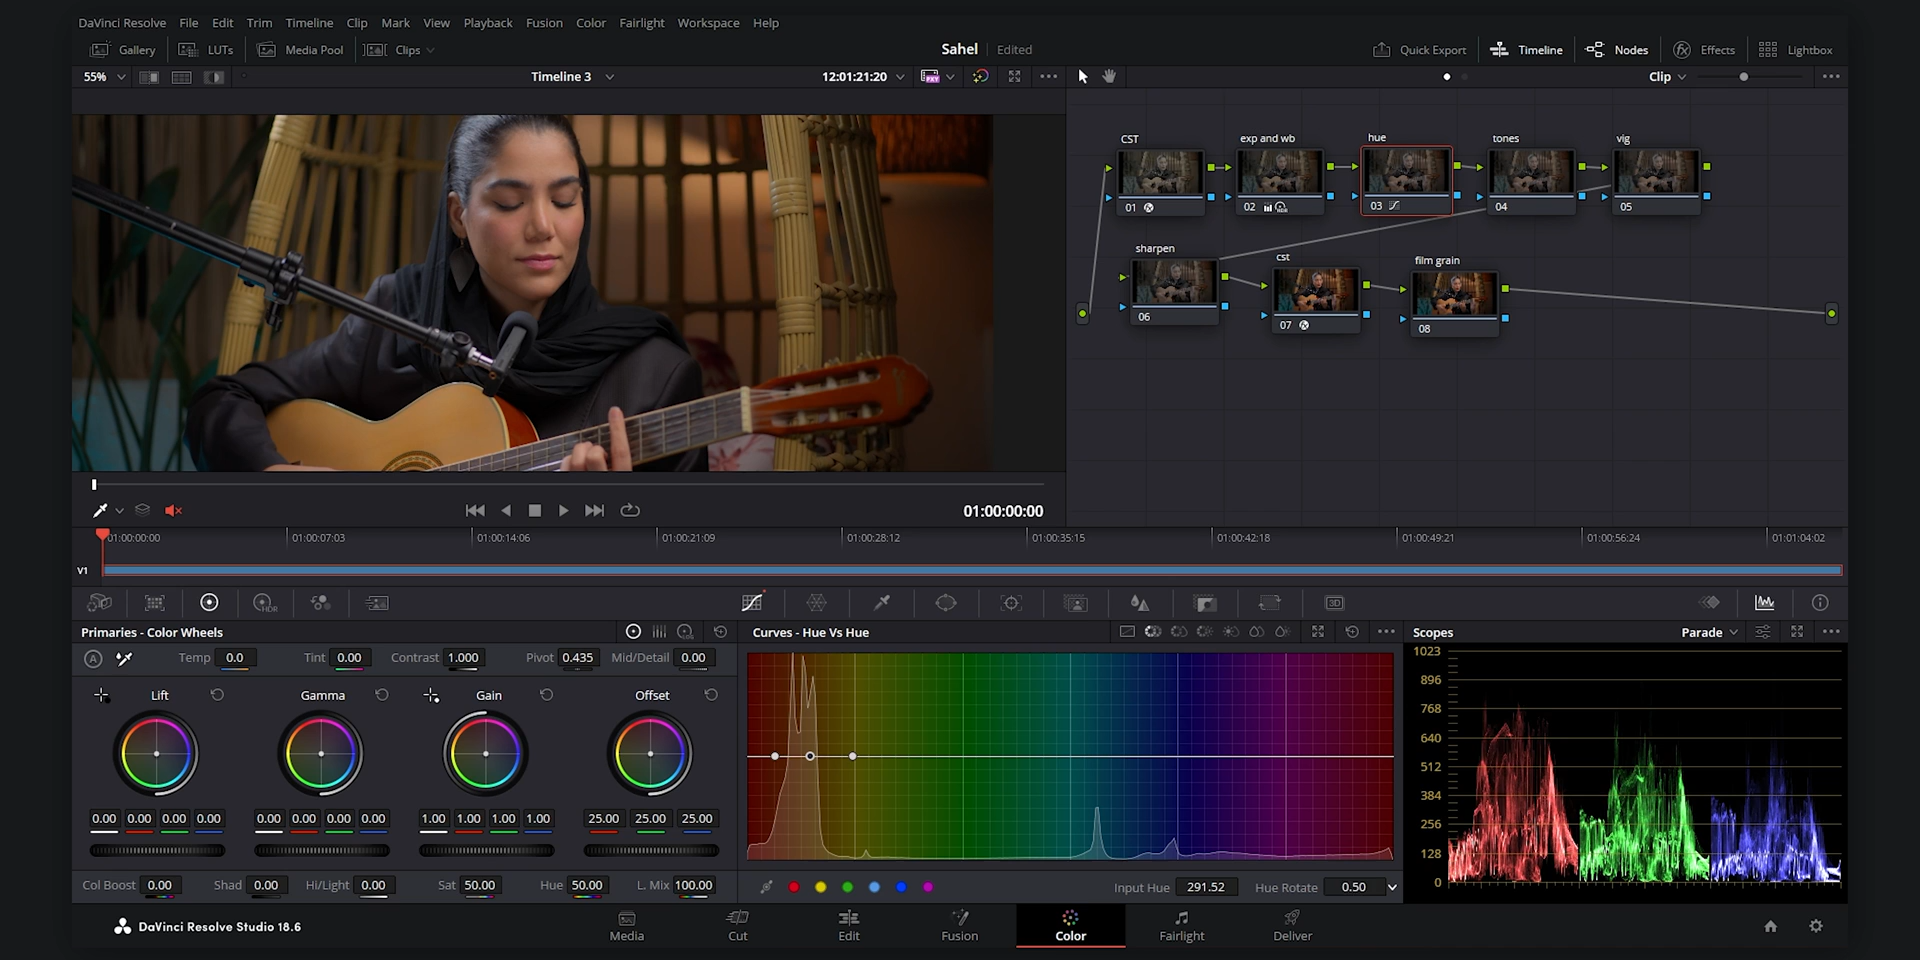 DaVinci Resolve File Edit Trim Timeline Clip Mark View Playback Fusion Color Fairlight Workspace Help
Gallery LUTs Media Pool Clips Sahel Edited Quick Export Timeline Nodes Effects Lightbox
55% Timeline 3 12:01:21:20 Clip
CST exp and wb hue tones vig
01 02 HDR 03 04 05
sharpen cst film grain
06 07 08
01:00:00:00
01:00:00:00 01:00:07:03 01:00:14:06 01:00:21:09 01:00:28:12 01:00:35:15 01:00:42:18 01:00:49:21 01:00:56:24 01:01:04:02
V1
HDR 3D
Primaries - Color Wheels LOG Curves - Hue Vs Hue Scopes Parade
A Temp 0.0 Tint 0.00 Contrast 1.000 Pivot 0.435 Mid/Detail 0.00
Lift Gamma Gain Offset
0.00 0.00 0.00 0.00 0.00 0.00 0.00 0.00 1.00 1.00 1.00 1.00 25.00 25.00 25.00
Col Boost 0.00 Shad 0.00 Hi/Light 0.00 Sat 50.00 Hue 50.00 L. Mix 100.00
Input Hue 291.52 Hue Rotate 0.50
1023
896
768
640
512
384
256
128
0
DaVinci Resolve Studio 18.6 Media Cut Edit Fusion Color Fairlight Deliver